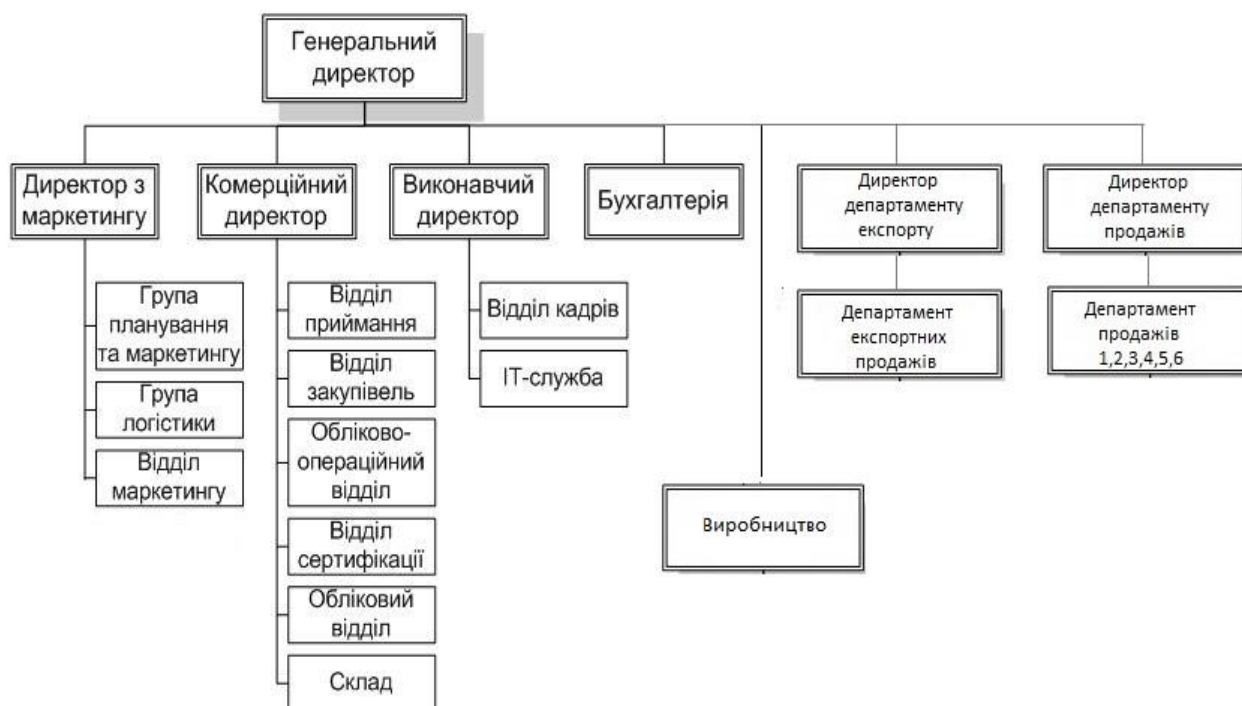 Генеральний
директор
Директор з
маркетингу
Комерційний
директор
Виконавчий
директор
Бухгалтерія
Директор
департаменту
експорту
Директор
департаменту
продажів
Група
планування
та маркетингу
Група
логістики
Відділ
маркетингу
Відділ
приймання
Відділ
закупівель
Обліково-
операційний
відділ
Відділ
сертифікації
Обліковий
відділ
Склад
Відділ кадрів
ІТ-служба
Департамент
експортних
продажів
Департамент
продажів
1,2,3,4,5,6
Виробництво